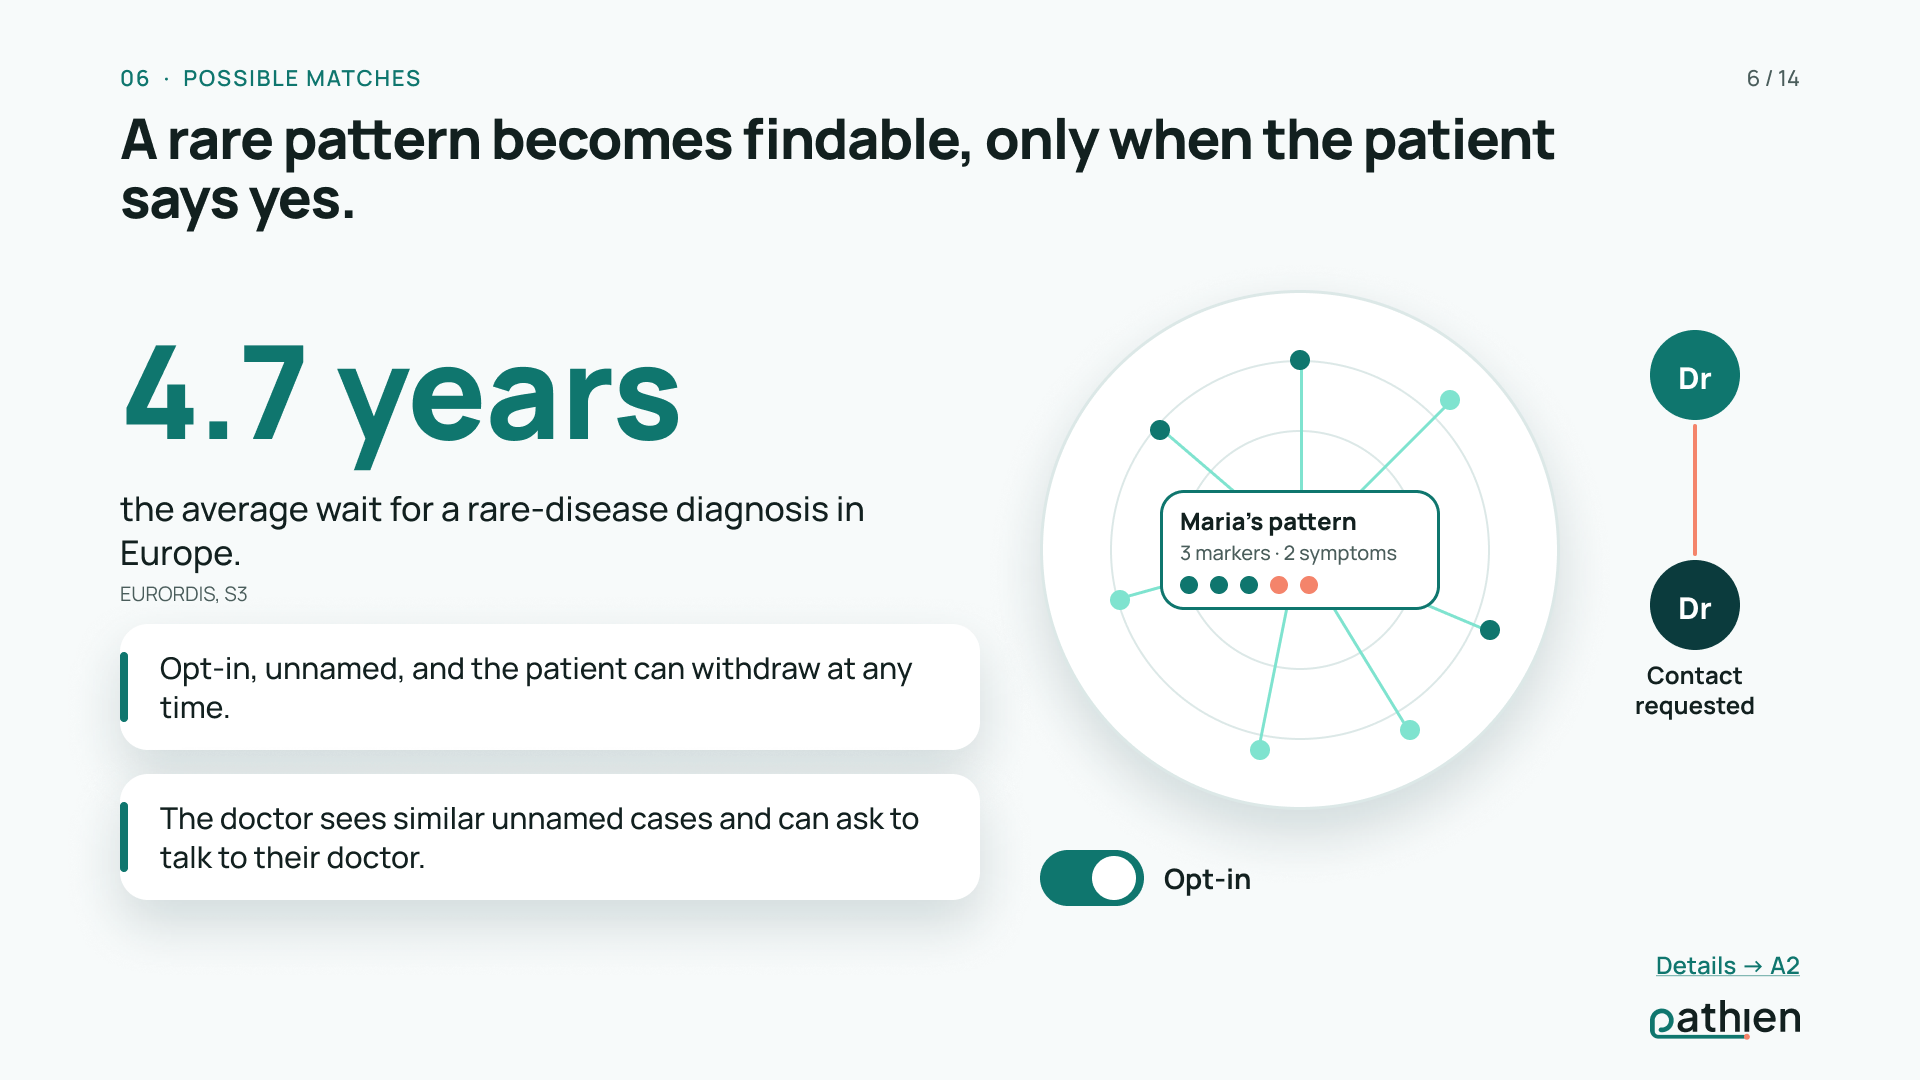 06 · POSSIBLE MATCHES
6 / 14
A rare pattern becomes findable, only when the patient
says yes.
4.7 years
the average wait for a rare-disease diagnosis in
Europe.
EURORDIS, S3
Opt-in, unnamed, and the patient can withdraw at any
time.
The doctor sees similar unnamed cases and can ask to
talk to their doctor.
Maria’s pattern
3 markers · 2 symptoms
Opt-in
Dr
Dr
Contact
requested
Details → A2
pathien